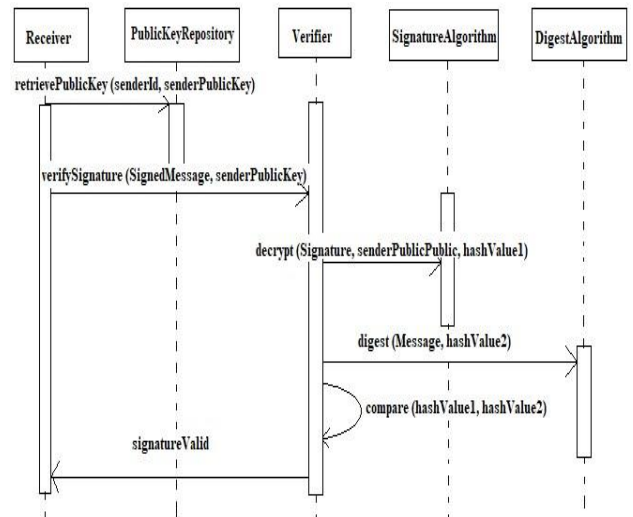 Receiver
PublicKeyRepository
Verifier
SignatureAlgorithm
DigestAlgorithm
retrievePublicKey (senderId, senderPublicKey)
verifySignature (SignedMessage, senderPublicKey)
decrypt (Signature, senderPublicPublic, hashValue1)
digest (Message, hashValue2)
compare (hashValue1, hashValue2)
signatureValid